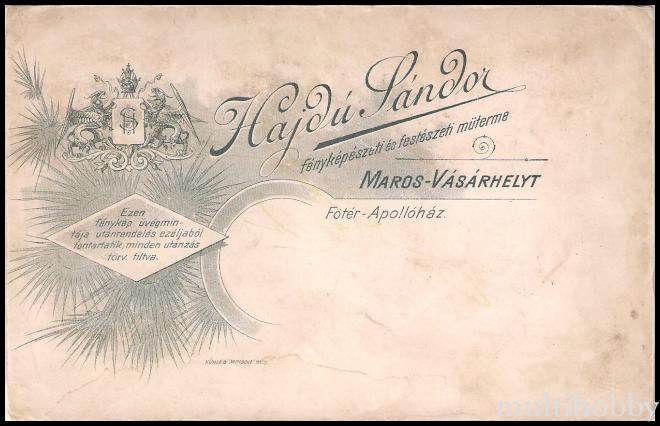 Hajdú Sándor
fényképészeti és festészeti műterme
MAROS-VÁSÁRHELYT
Főtér-Apollóház.
Ezen
fénykép üvegmin-
tája utánrendelés czéljából
fentartatik, minden utánzás
törv. tiltva.
multihobby